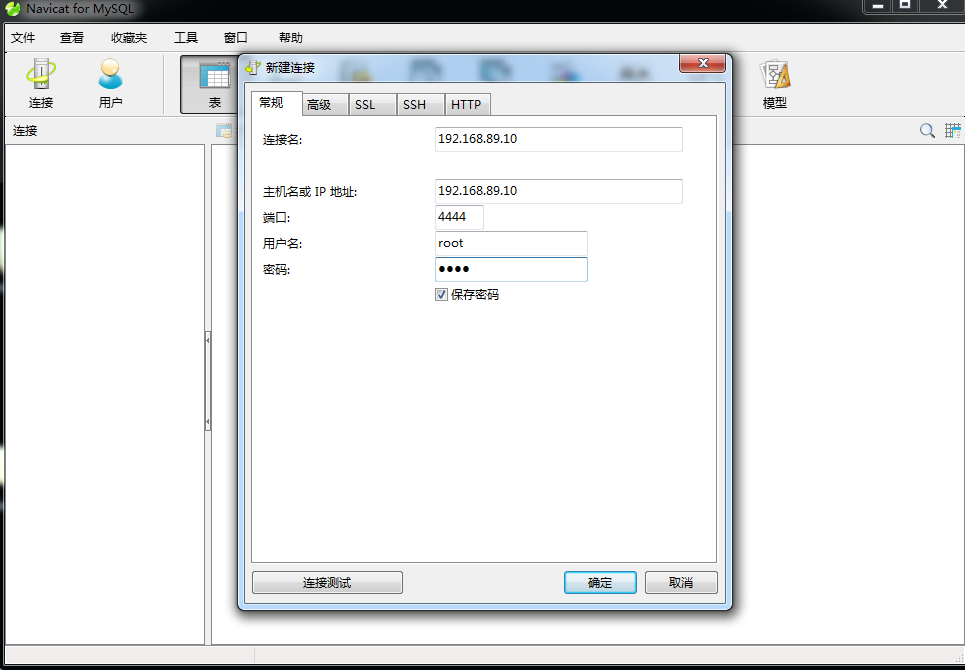 Navicat for MySQL
文件 查看 收藏夹 工具 窗口 帮助
连接 用户 表 模型
连接
新建连接
常规 高级 SSL SSH HTTP
连接名: 192.168.89.10
主机名或 IP 地址: 192.168.89.10
端口: 4444
用户名: root
密码: ●●●●
保存密码
连接测试 确定 取消